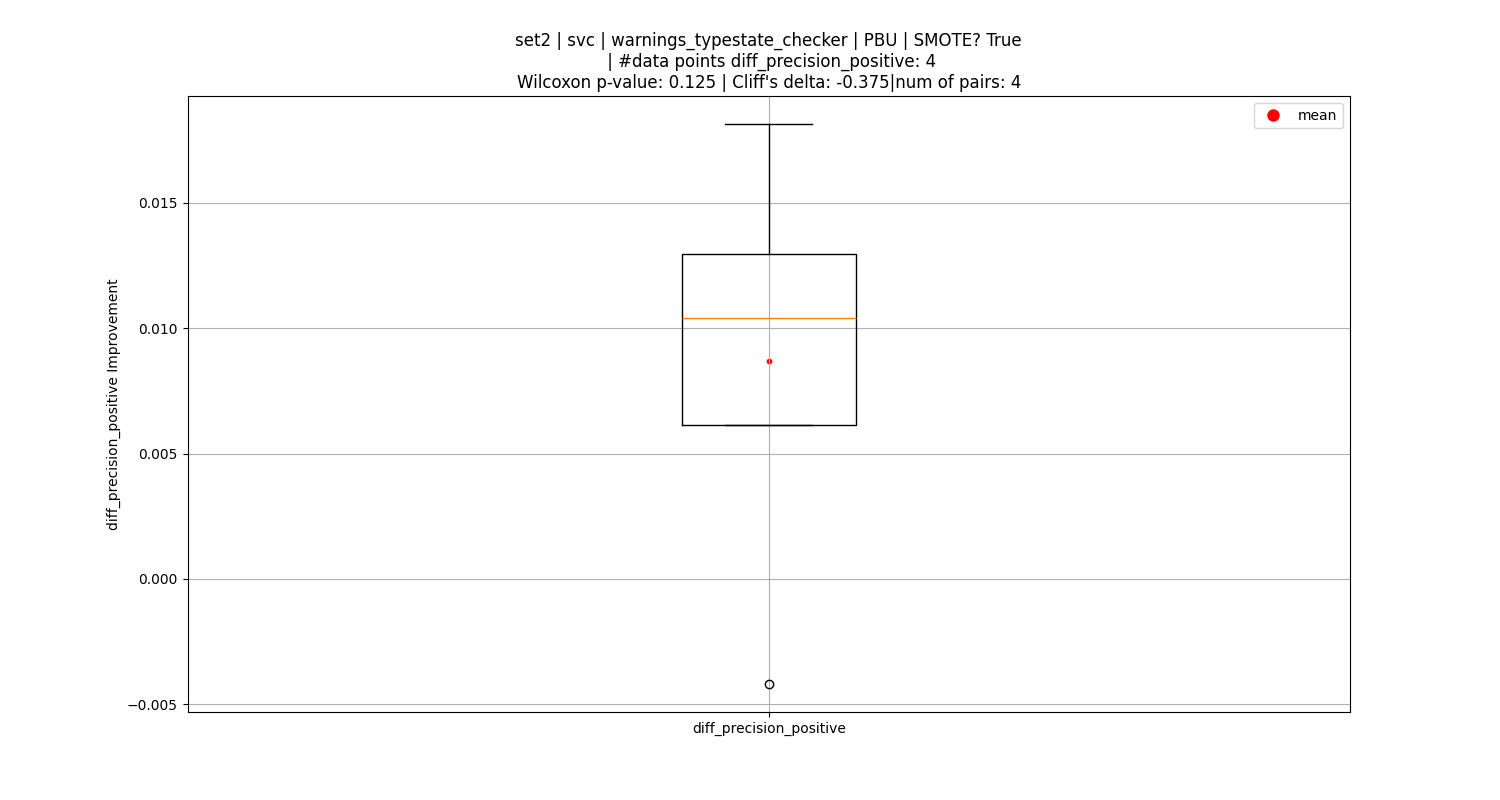 set2 | svc | warnings_typestate_checker | PBU | SMOTE? True
| #data points diff_precision_positive: 4
Wilcoxon p-value: 0.125 | Cliff's delta: -0.375|num of pairs: 4
mean
0.015
0.010
0.005
0.000
−0.005
diff_precision_positive Improvement
diff_precision_positive